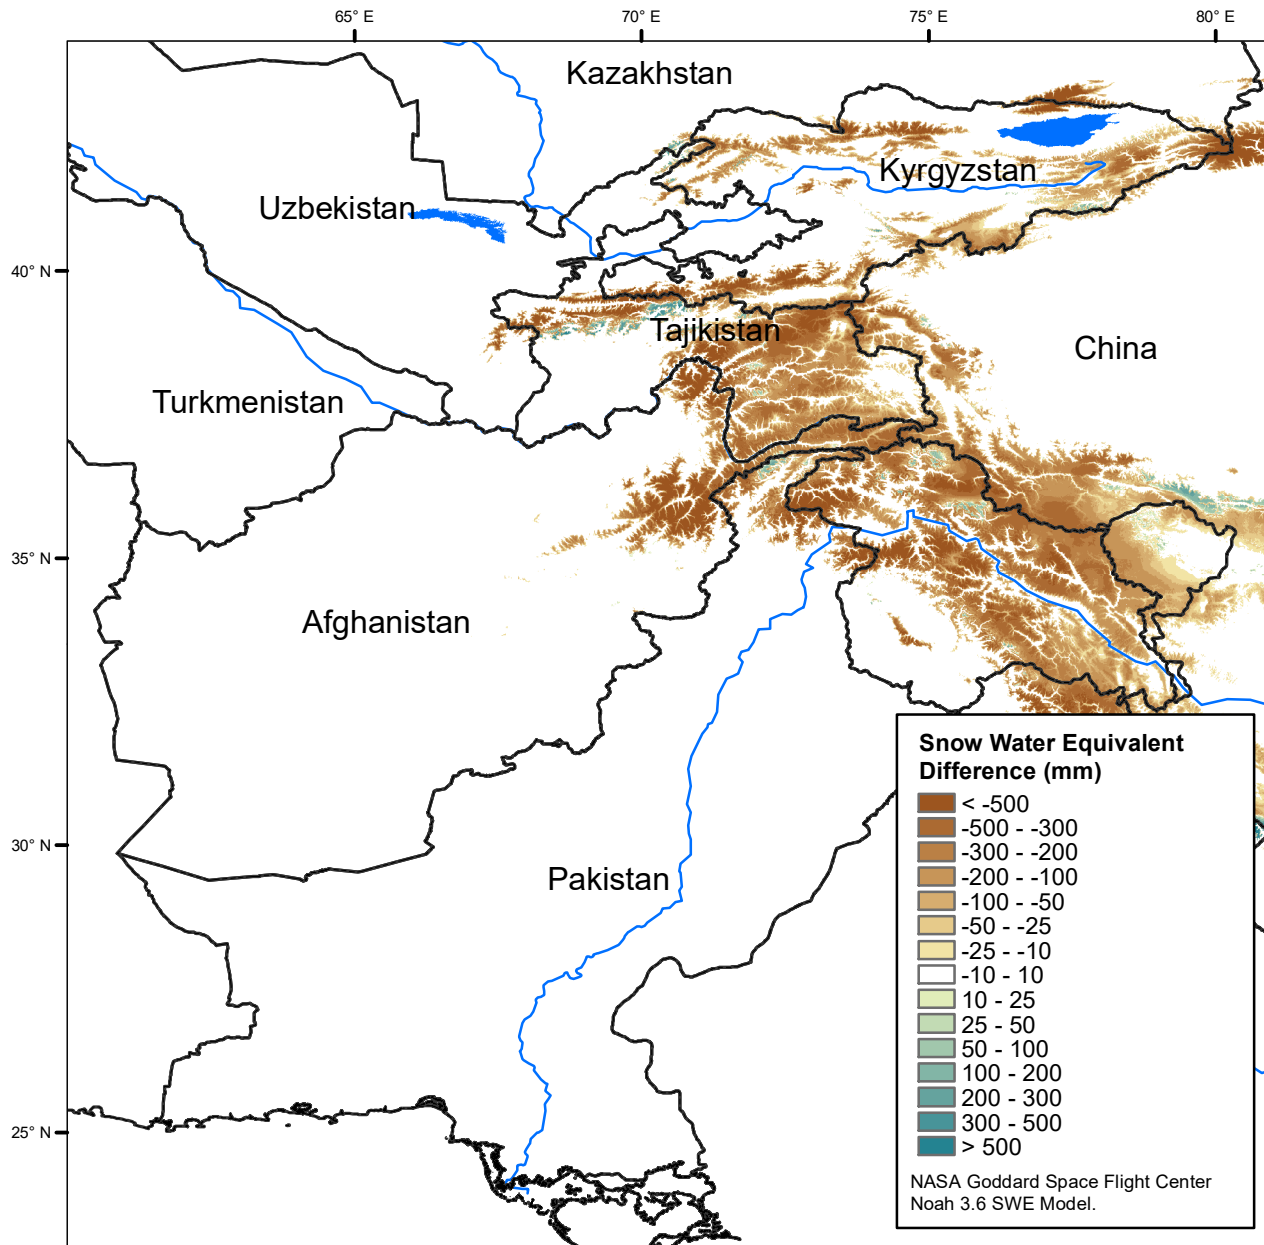 65° E
70° E
75° E
80° E
Kazakhstan
Kyrgyzstan
Uzbekistan
40° N
Tajikistan
China
Turkmenistan
35° N
Afghanistan
30° N
Pakistan
25° N
Snow Water Equivalent
Difference (mm)
< -500
-500 - -300
-300 - -200
-200 - -100
-100 - -50
-50 - -25
-25 - -10
-10 - 10
10 - 25
25 - 50
50 - 100
100 - 200
200 - 300
300 - 500
> 500
NASA Goddard Space Flight Center
Noah 3.6 SWE Model.